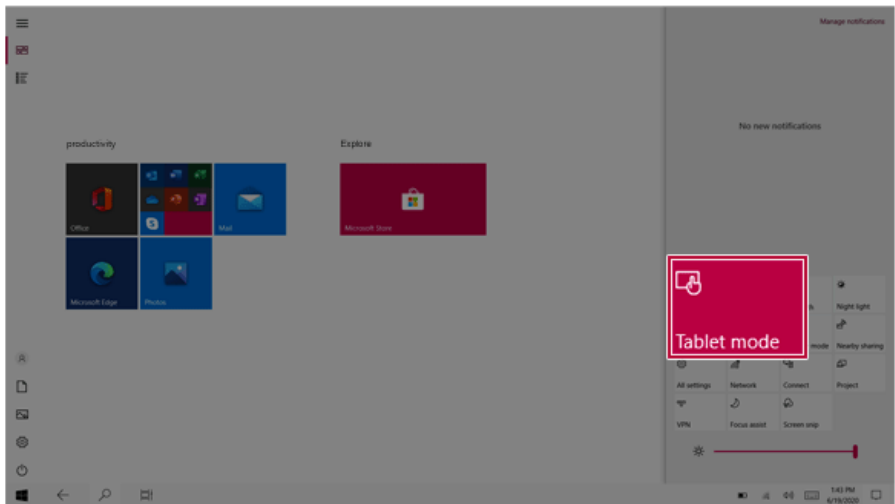 Manage notifications
No new notifications
productivity
Explore
Office
Mail
Microsoft Store
Microsoft Edge
Photos
Tablet mode
Night light
mode
Nearby sharing
All settings
Network
Connect
Project
VPN
Focus assist
Screen snip
1:43 PM
6/19/2020